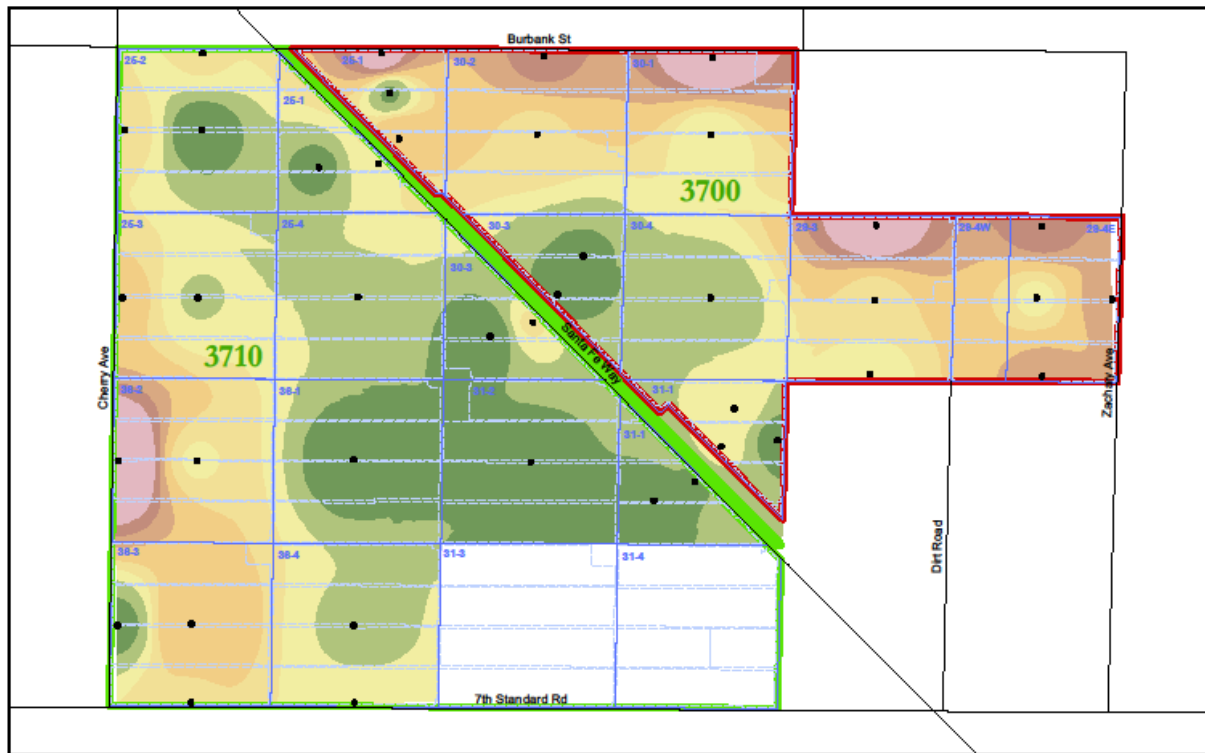 Burbank St
25-2
25-1
30-2
30-1
25-1
3700
25-3
25-4
30-3
30-4
29-3
29-4W
29-4E
30-3
Santa Fe Way
3710
Cherry Ave
Zachary Ave
36-2
36-1
31-2
31-1
31-1
Dirt Road
36-3
36-4
31-3
31-4
7th Standard Rd